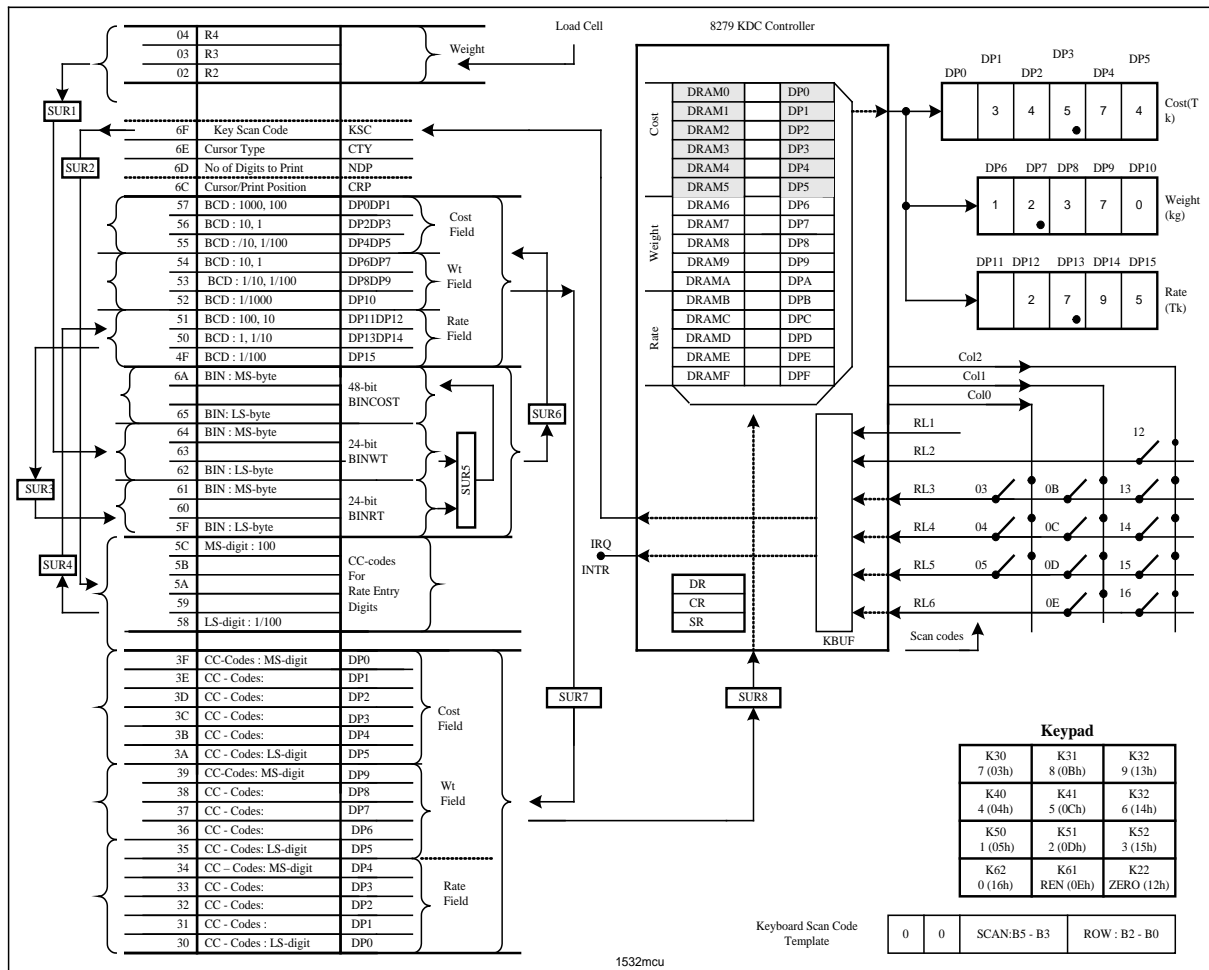 Load Cell
8279 KDC Controller
04 R4
03 R3
02 R2
Weight
SUR1
6F Key Scan Code KSC
6E Cursor Type CTY
6D No of Digits to Print NDP
6C Cursor/Print Position CRP
SUR2
57 BCD : 1000, 100 DP0DP1
56 BCD : 10, 1 DP2DP3
55 BCD : /10, 1/100 DP4DP5
Cost
Field
54 BCD : 10, 1 DP6DP7
53 BCD : 1/10, 1/100 DP8DP9
52 BCD : 1/1000 DP10
Wt
Field
51 BCD : 100, 10 DP11DP12
50 BCD : 1, 1/10 DP13DP14
4F BCD : 1/100 DP15
Rate
Field
6A BIN : MS-byte
65 BIN: LS-byte
48-bit
BINCOST
64 BIN : MS-byte
63
62 BIN : LS-byte
24-bit
BINWT
61 BIN : MS-byte
60
5F BIN : LS-byte
24-bit
BINRT
SUR3
SUR5
SUR6
5C MS-digit : 100
5B
5A
59
58 LS-digit : 1/100
CC-codes
For
Rate Entry
Digits
SUR4
3F CC-Codes : MS-digit DP0
3E CC - Codes: DP1
3D CC - Codes: DP2
3C CC - Codes: DP3
3B CC - Codes: DP4
3A CC - Codes: LS-digit DP5
Cost
Field
39 CC-Codes: MS-digit DP9
38 CC - Codes: DP8
37 CC - Codes: DP7
36 CC - Codes: DP6
35 CC - Codes: LS-digit DP5
Wt
Field
34 CC – Codes: MS-digit DP4
33 CC - Codes: DP3
32 CC - Codes: DP2
31 CC - Codes : DP1
30 CC - Codes : LS-digit DP0
Rate
Field
SUR7
SUR8
Cost
DRAM0 DP0
DRAM1 DP1
DRAM2 DP2
DRAM3 DP3
DRAM4 DP4
DRAM5 DP5
Weight
DRAM6 DP6
DRAM7 DP7
DRAM8 DP8
DRAM9 DP9
DRAMA DPA
Rate
DRAMB DPB
DRAMC DPC
DRAMD DPD
DRAME DPE
DRAMF DPF
IRQ
INTR
DR
CR
SR
KBUF
DP0 DP1 DP2 DP3 DP4 DP5
3 4 5 7 4
Cost(T
k)
DP6 DP7 DP8 DP9 DP10
1 2 3 7 0
Weight
(kg)
DP11 DP12 DP13 DP14 DP15
2 7 9 5
Rate
(Tk)
Col2
Col1
Col0
RL1
RL2 12
RL3 03 0B 13
RL4 04 0C 14
RL5 05 0D 15
RL6 0E 16
Scan codes
Keypad
K30 K31 K32
7 (03h) 8 (0Bh) 9 (13h)
K40 K41 K32
4 (04h) 5 (0Ch) 6 (14h)
K50 K51 K52
1 (05h) 2 (0Dh) 3 (15h)
K62 K61 K22
0 (16h) REN (0Eh) ZERO (12h)
Keyboard Scan Code
Template
0 0 SCAN:B5 - B3 ROW : B2 - B0
1532mcu